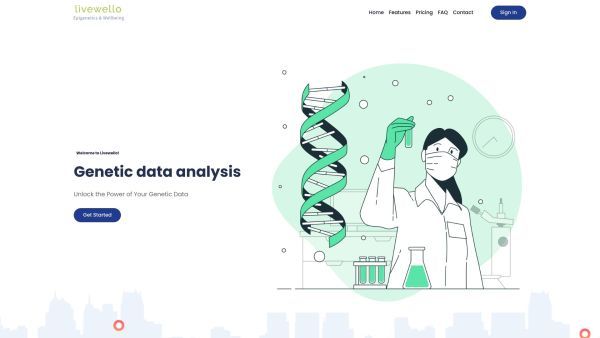 livewello
Epigenetics & Wellbeing
Home Features Pricing FAQ Contact Sign In
Welcome to Livewello!
Genetic data analysis
Unlock the Power of Your Genetic Data
Get Started